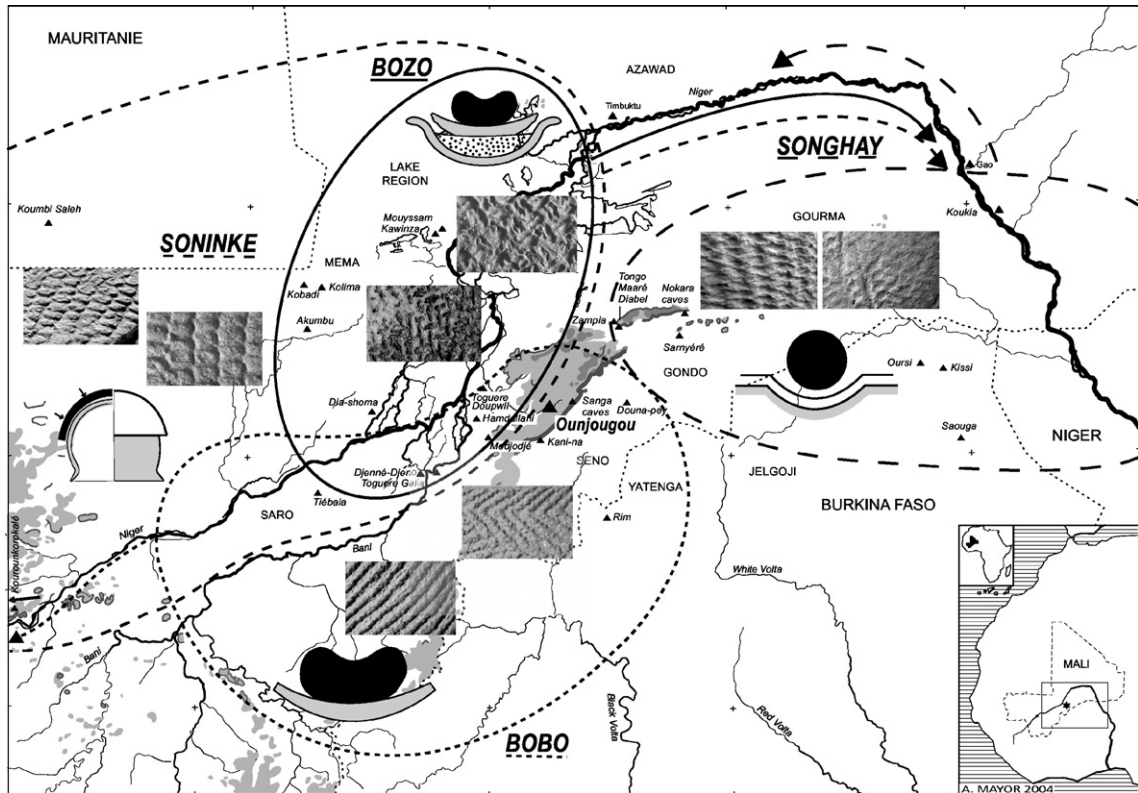 MAURITANIE
BOZO
AZAWAD
Timbuktu
Niger
SONGHAY
LAKE
REGION
Gao
Koumbi Saleh
Koukia
GOURMA
Mouyssam
Kawinza
SONINKE
MEMA
Tongo
Maaré
Diabel
Nokara
caves
Kobadi
Kolima
Zampia
Akumbu
Sarnyéré
Oursi
Kissi
GONDO
Toguere
Doupwil
Sanga
caves
Dia-shoma
Hamdallahi
Douna-pey
Ounjougou
Saouga
NIGER
Kani-na
SENO
JELGOJI
Djenné-Djeno
Toguere Galia
YATENGA
Tiébala
SARO
BURKINA FASO
Rim
Niger
Bani
Kourounkorokalé
White Volta
Bani
MALI
Black Volta
Red Volta
BOBO
A. MAYOR 2004